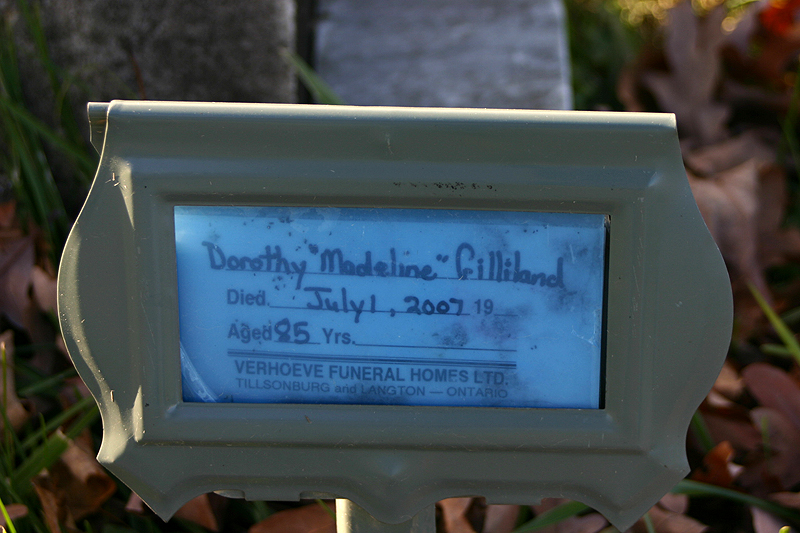 Dorothy "Madeline" Gilliland
Died. July 1, 2007 19
Aged 85 Yrs.
VERHOEVE FUNERAL HOMES LTD.
TILLSONBURG and LANGTON — ONTARIO